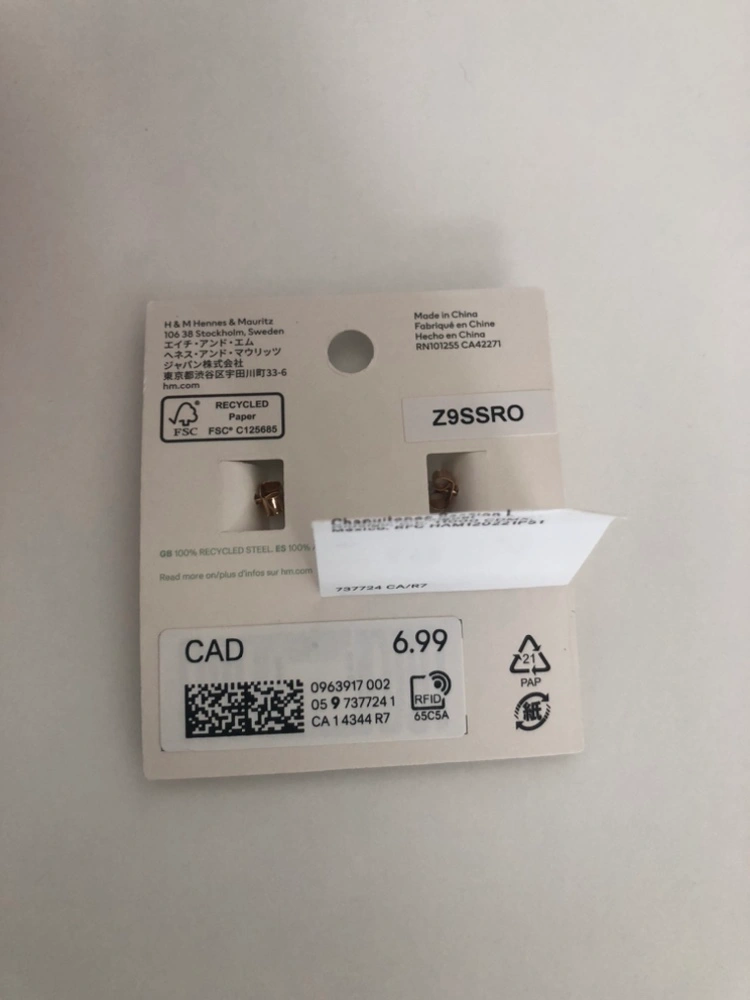 H & M Hennes & Mauritz
106 38 Stockholm, Sweden
エイチ・アンド・エム
ヘネス・アンド・マウリッツ
ジャパン株式会社
東京都渋谷区宇田川町33-6
hm.com
Made in China
Fabriqué en Chine
Hecho en China
RN101255 CA42271
FSC®
RECYCLED
Paper
FSC® C125685
Z9SSRO
GB 100% RECYCLED STEEL. ES 100%
Read more on/plus d'infos sur hm.com
737724 CA/R7
CAD 6.99
0963917 002
05 9 737724 1
CA 1 4344 R7
RFID
65C5A
21
PAP
紙